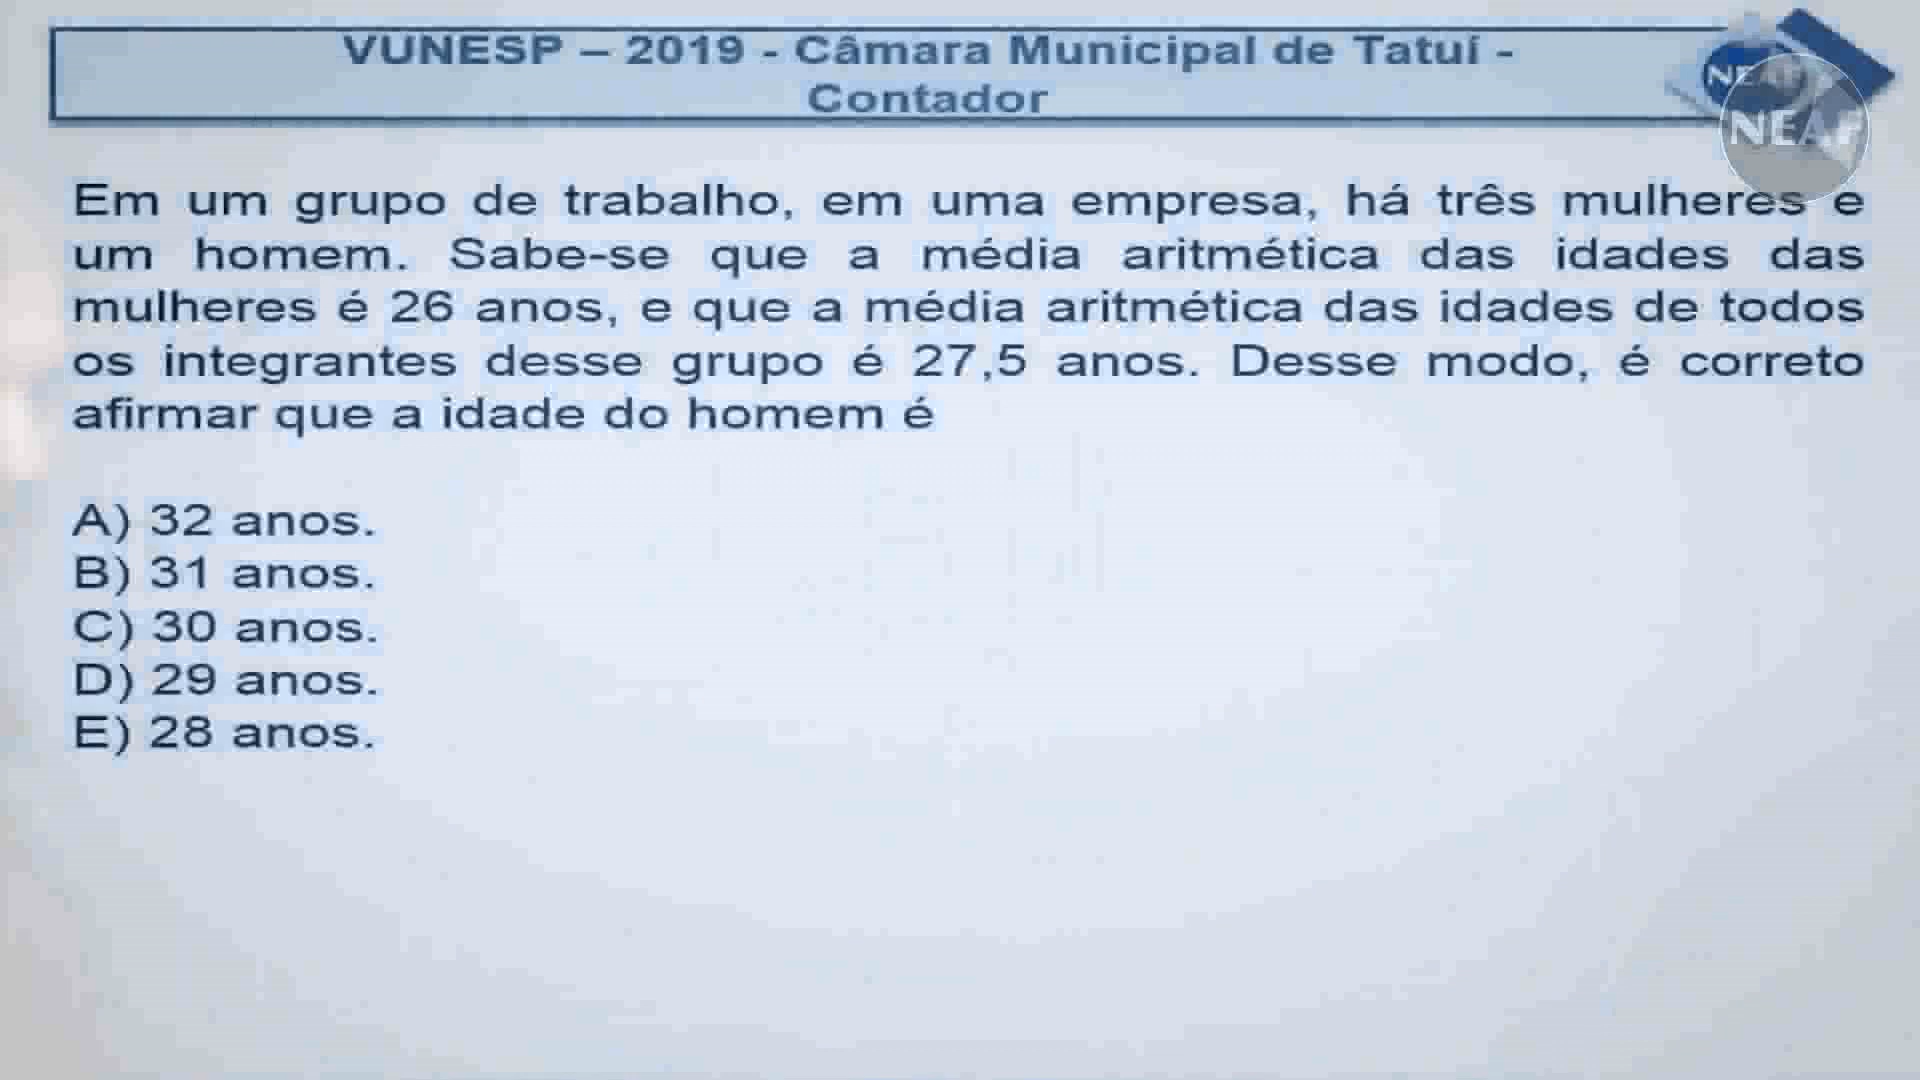 VUNESP – 2019 - Câmara Municipal de Tatuí -
Contador
NEAF
Em um grupo de trabalho, em uma empresa, há três mulheres e
um homem. Sabe-se que a média aritmética das idades das
mulheres é 26 anos, e que a média aritmética das idades de todos
os integrantes desse grupo é 27,5 anos. Desse modo, é correto
afirmar que a idade do homem é
A) 32 anos.
B) 31 anos.
C) 30 anos.
D) 29 anos.
E) 28 anos.